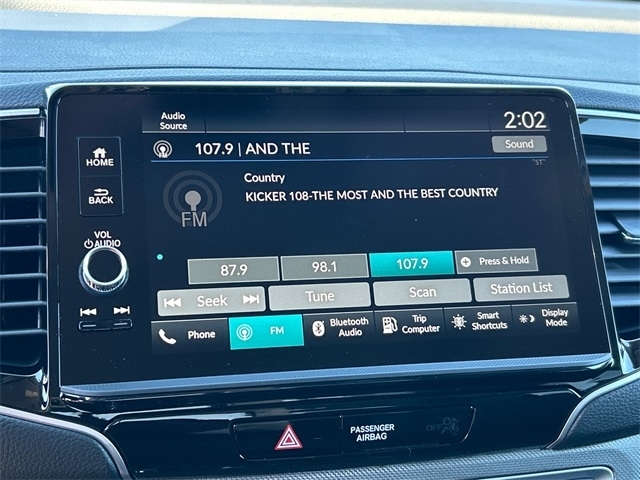 Audio
Source
2:02
107.9 | AND THE
Sound
"ST"
HOME
BACK
VOL
AUDIO
Country
KICKER 108-THE MOST AND THE BEST COUNTRY
FM
87.9
98.1
107.9
Press & Hold
Seek
Tune
Scan
Station List
Phone
FM
Bluetooth
Audio
Trip
Computer
Smart
Shortcuts
Display
Mode
PASSENGER
AIRBAG
OFF